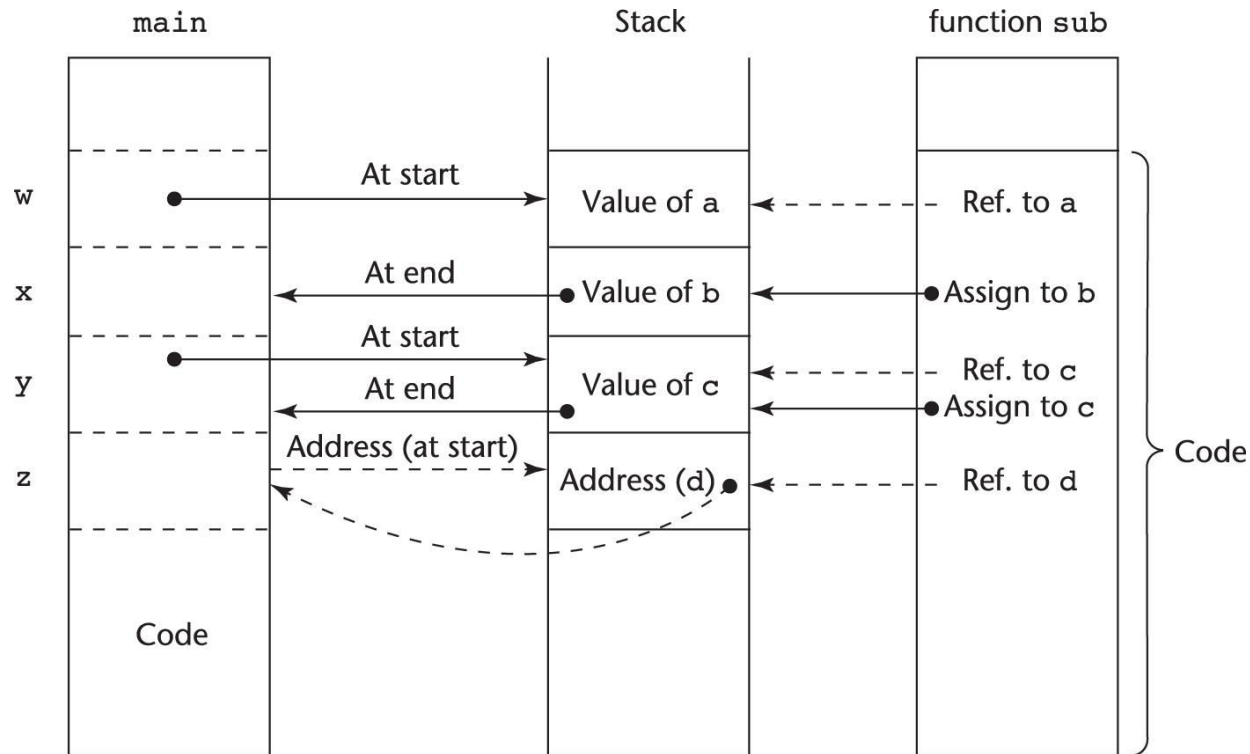 main Stack function sub
w At start Value of a Ref. to a
x At end Value of b Assign to b
At start Ref. to c
y Value of c
At end Assign to c
Address (at start) Code
z Address (d) Ref. to d
Code